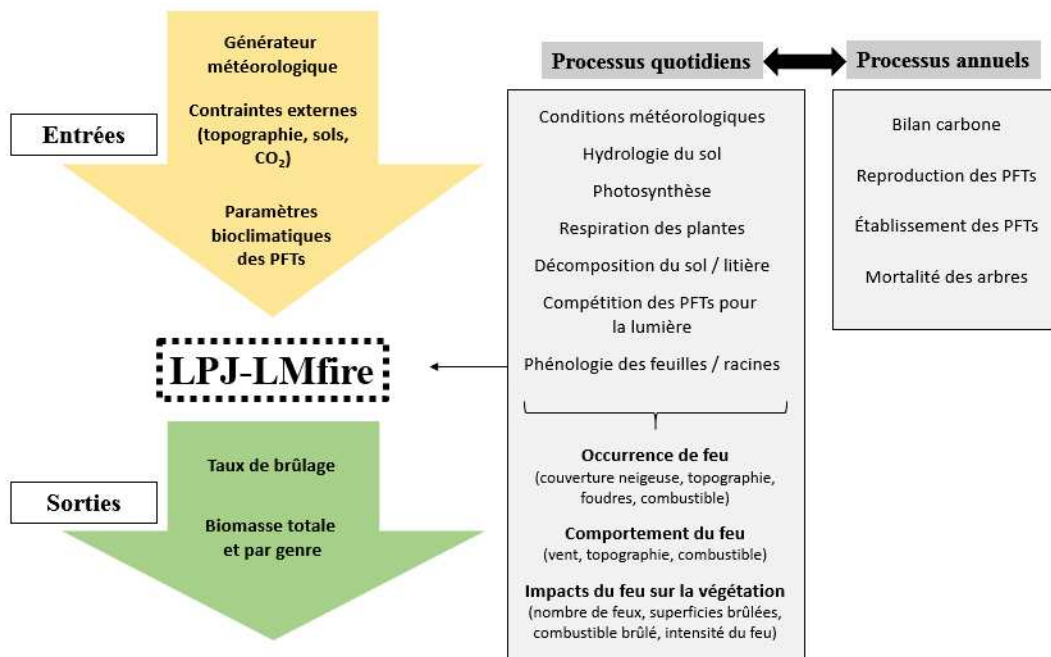 Générateur
météorologique
Contraintes externes
(topographie, sols,
CO₂)
Entrées
Paramètres
bioclimatiques
des PFTs
LPJ-LMfire
Taux de brûlage
Sorties
Biomasse totale
et par genre
Processus quotidiens
Conditions météorologiques
Hydrologie du sol
Photosynthèse
Respiration des plantes
Décomposition du sol / litière
Compétition des PFTs pour
la lumière
Phénologie des feuilles / racines
Occurrence de feu
(couverture neigeuse, topographie,
foudres, combustible)
Comportement du feu
(vent, topographie, combustible)
Impacts du feu sur la végétation
(nombre de feux, superficies brûlées,
combustible brûlé, intensité du feu)
Processus annuels
Bilan carbone
Reproduction des PFTs
Établissement des PFTs
Mortalité des arbres